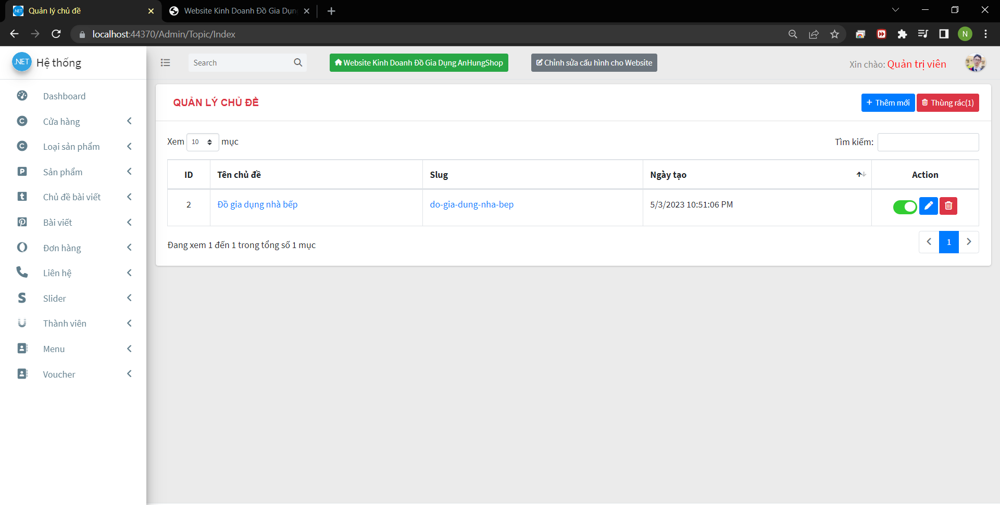 Quản lý chủ đề
Website Kinh Doanh Đồ Gia Dụng
localhost:44370/Admin/Topic/Index
N
.NET Hệ thống
Search
Website Kinh Doanh Đồ Gia Dụng AnHungShop
Chỉnh sửa cấu hình cho Website
Xin chào: Quản trị viên
Dashboard
Cửa hàng
Loại sản phẩm
Sản phẩm
Chủ đề bài viết
Bài viết
Đơn hàng
Liên hệ
Slider
Thành viên
Menu
Voucher
QUẢN LÝ CHỦ ĐỀ
+ Thêm mới
Thùng rác(1)
Xem 10 mục
Tìm kiếm:
ID Tên chủ đề Slug Ngày tạo Action
2 Đồ gia dụng nhà bếp do-gia-dung-nha-bep 5/3/2023 10:51:06 PM
Đang xem 1 đến 1 trong tổng số 1 mục
1